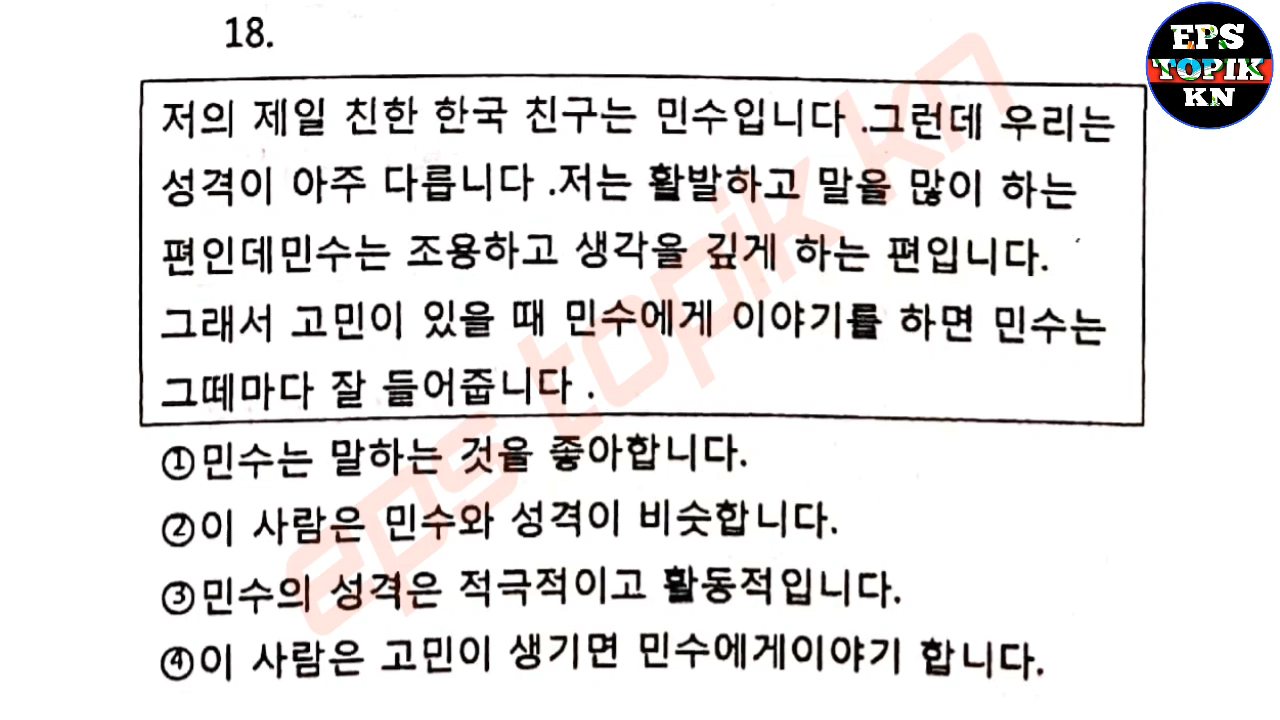 18.
EPS
TOPIK
KN
저의 제일 친한 한국 친구는 민수입니다 .그런데 우리는
성격이 아주 다릅니다 .저는 활발하고 말을 많이 하는
편인데민수는 조용하고 생각을 깊게 하는 편입니다.
그래서 고민이 있을 때 민수에게 이야기를 하면 민수는
그떼마다 잘 들어줍니다 .
①민수는 말하는 것을 좋아합니다.
②이 사람은 민수와 성격이 비슷합니다.
③민수의 성격은 적극적이고 활동적입니다.
④이 사람은 고민이 생기면 민수에게이야기 합니다.
eps topik kn